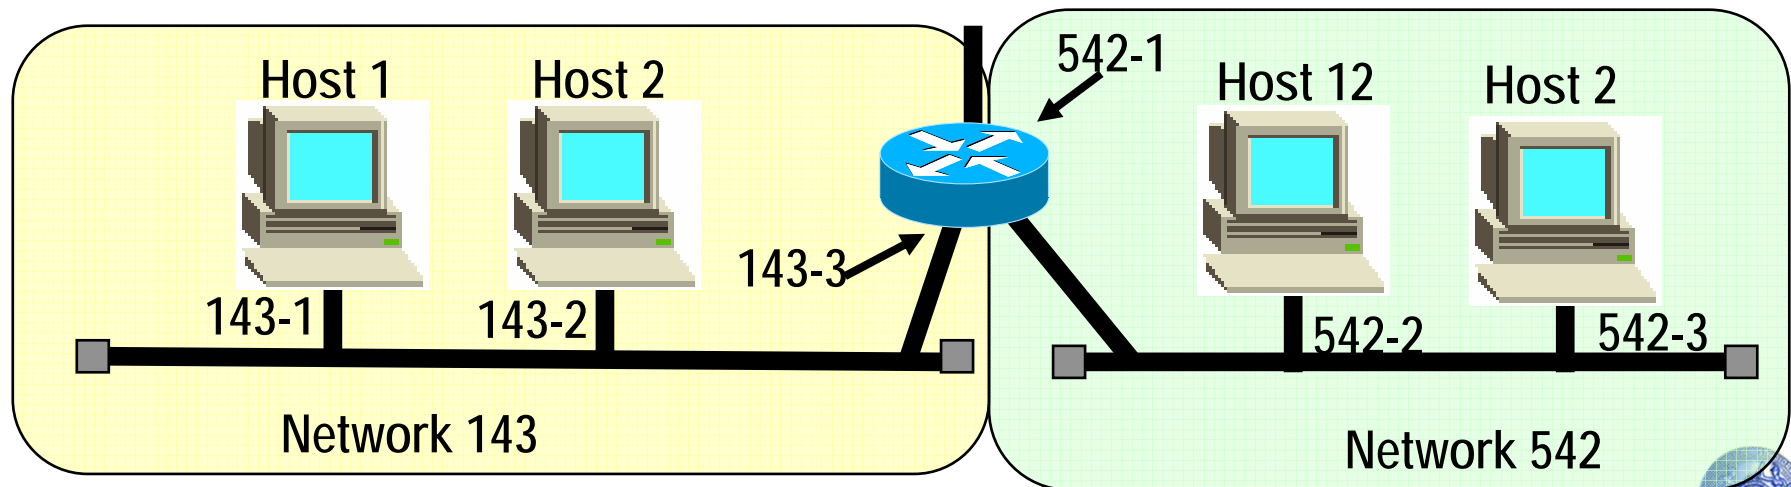 Host 1
Host 2
542-1
Host 12
Host 2
143-3
143-1
143-2
542-2
542-3
Network 143
Network 542